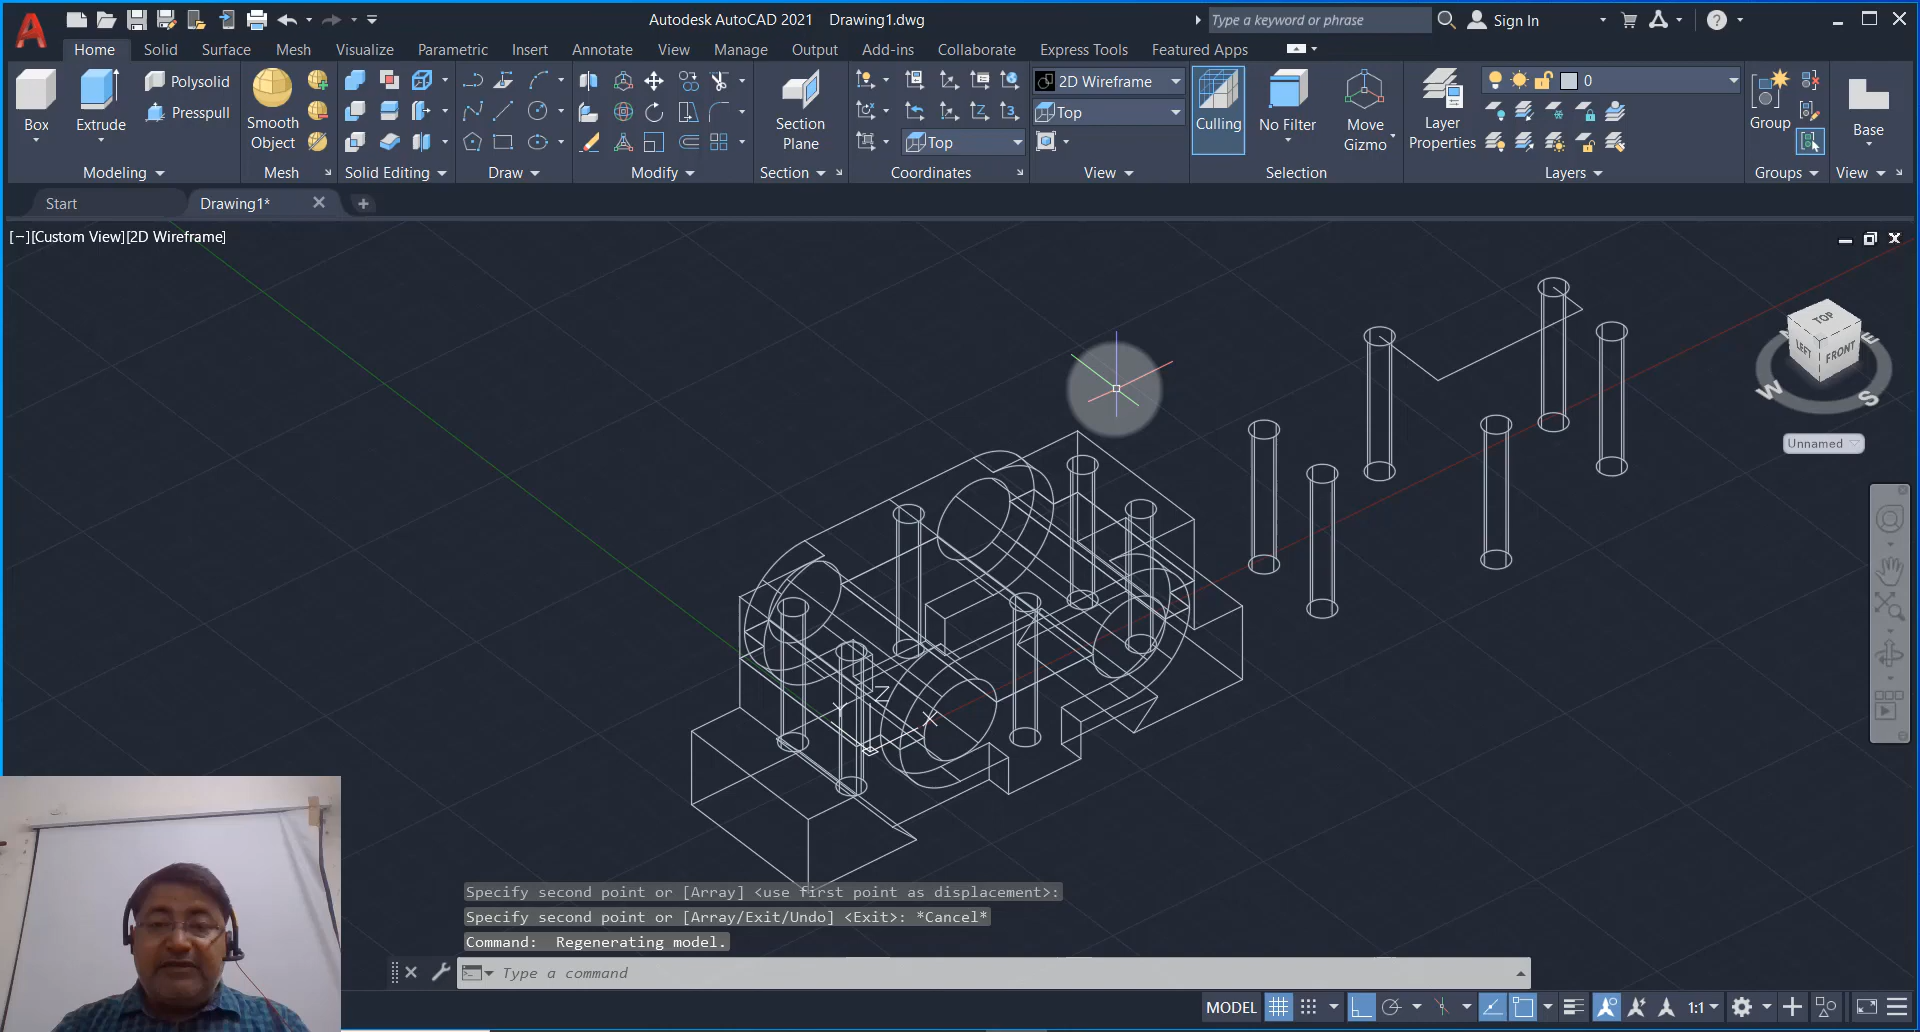 Autodesk AutoCAD 2021 Drawing1.dwg
Type a keyword or phrase
Sign In
Home Solid Surface Mesh Visualize Parametric Insert Annotate View Manage Output Add-ins Collaborate Express Tools Featured Apps
Box
Extrude
Polysolid
Presspull
Smooth Object
Section Plane
Top
2D Wireframe
Top
Culling
No Filter
Move Gizmo
Layer Properties
0
Group
Base
Modeling Mesh Solid Editing Draw Modify Section Coordinates View Selection Layers Groups View
Start Drawing1*
[−][Custom View][2D Wireframe]
TOP
LEFT FRONT
E
W S
Unnamed
Z
Y
X
Specify second point or [Array] <use first point as displacement>:
Specify second point or [Array/Exit/Undo] <Exit>: *Cancel*
Command: Regenerating model.
Type a command
MODEL
1:1